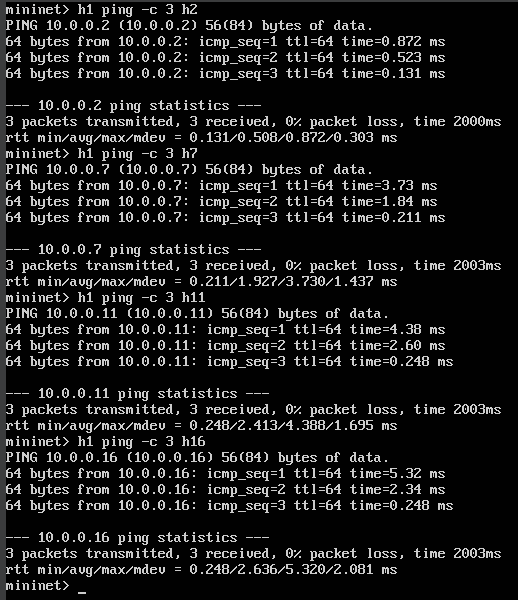 mininet> h1 ping -c 3 h2
PING 10.0.0.2 (10.0.0.2) 56(84) bytes of data.
64 bytes from 10.0.0.2: icmp_seq=1 ttl=64 time=0.872 ms
64 bytes from 10.0.0.2: icmp_seq=2 ttl=64 time=0.523 ms
64 bytes from 10.0.0.2: icmp_seq=3 ttl=64 time=0.131 ms

--- 10.0.0.2 ping statistics ---
3 packets transmitted, 3 received, 0% packet loss, time 2000ms
rtt min/avg/max/mdev = 0.131/0.508/0.872/0.303 ms
mininet> h1 ping -c 3 h7
PING 10.0.0.7 (10.0.0.7) 56(84) bytes of data.
64 bytes from 10.0.0.7: icmp_seq=1 ttl=64 time=3.73 ms
64 bytes from 10.0.0.7: icmp_seq=2 ttl=64 time=1.84 ms
64 bytes from 10.0.0.7: icmp_seq=3 ttl=64 time=0.211 ms

--- 10.0.0.7 ping statistics ---
3 packets transmitted, 3 received, 0% packet loss, time 2003ms
rtt min/avg/max/mdev = 0.211/1.927/3.730/1.437 ms
mininet> h1 ping -c 3 h11
PING 10.0.0.11 (10.0.0.11) 56(84) bytes of data.
64 bytes from 10.0.0.11: icmp_seq=1 ttl=64 time=4.38 ms
64 bytes from 10.0.0.11: icmp_seq=2 ttl=64 time=2.60 ms
64 bytes from 10.0.0.11: icmp_seq=3 ttl=64 time=0.248 ms

--- 10.0.0.11 ping statistics ---
3 packets transmitted, 3 received, 0% packet loss, time 2003ms
rtt min/avg/max/mdev = 0.248/2.413/4.388/1.695 ms
mininet> h1 ping -c 3 h16
PING 10.0.0.16 (10.0.0.16) 56(84) bytes of data.
64 bytes from 10.0.0.16: icmp_seq=1 ttl=64 time=5.32 ms
64 bytes from 10.0.0.16: icmp_seq=2 ttl=64 time=2.34 ms
64 bytes from 10.0.0.16: icmp_seq=3 ttl=64 time=0.248 ms

--- 10.0.0.16 ping statistics ---
3 packets transmitted, 3 received, 0% packet loss, time 2003ms
rtt min/avg/max/mdev = 0.248/2.636/5.320/2.081 ms
mininet> _